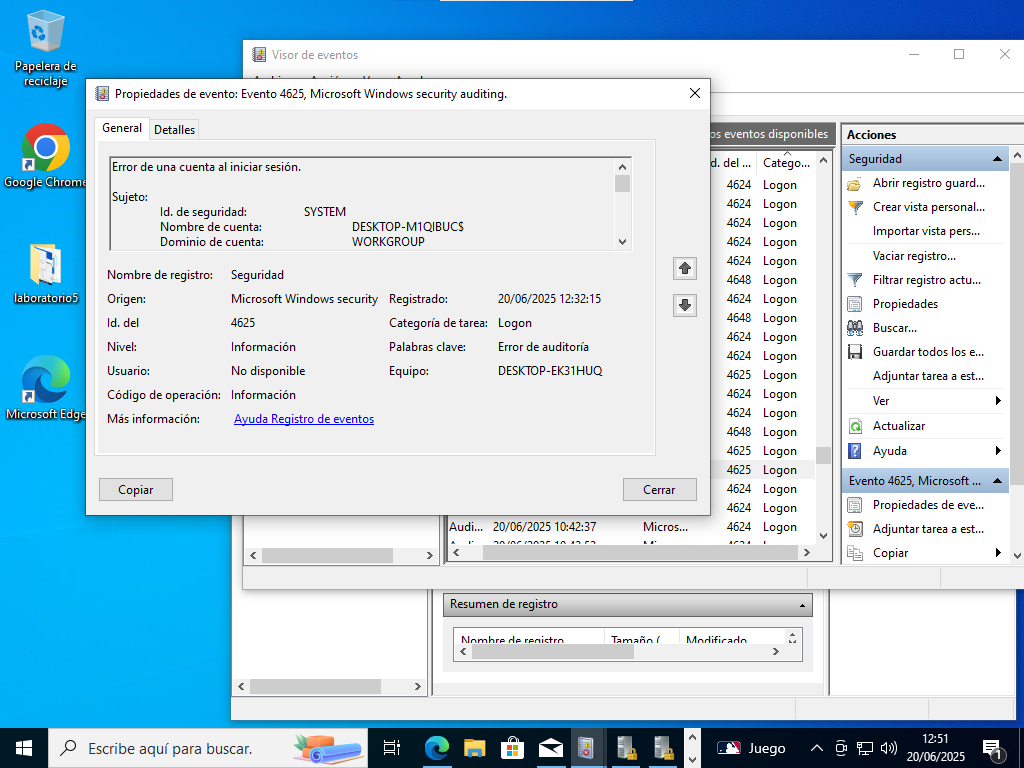 Papelera de
reciclaje
Google Chrome
laboratorio5
Microsoft Edge
Visor de eventos
Propiedades de evento: Evento 4625, Microsoft Windows security auditing.
General
Detalles
Error de una cuenta al iniciar sesión.
Sujeto:
Id. de seguridad: SYSTEM
Nombre de cuenta: DESKTOP-M1QIBUC$
Dominio de cuenta: WORKGROUP
Nombre de registro: Seguridad
Origen: Microsoft Windows security Registrado: 20/06/2025 12:32:15
Id. del 4625 Categoría de tarea: Logon
Nivel: Información Palabras clave: Error de auditoría
Usuario: No disponible Equipo: DESKTOP-EK31HUQ
Código de operación: Información
Más información: Ayuda Registro de eventos
Copiar
Cerrar
os eventos disponibles
d. del ... Catego...
4624 Logon
4624 Logon
4624 Logon
4624 Logon
4624 Logon
4648 Logon
4624 Logon
4648 Logon
4624 Logon
4624 Logon
4625 Logon
4624 Logon
4624 Logon
4648 Logon
4625 Logon
4625 Logon
4624 Logon
4624 Logon
Audi... 20/06/2025 10:42:37 Micros... 4624 Logon
Acciones
Seguridad
Abrir registro guard...
Crear vista personal...
Importar vista pers...
Vaciar registro...
Filtrar registro actu...
Propiedades
Buscar...
Guardar todos los e...
Adjuntar tarea a est...
Ver
Actualizar
Ayuda
Evento 4625, Microsoft ...
Propiedades de eve...
Adjuntar tarea a est...
Copiar
Resumen de registro
Nombre de registro Tamaño ( Modificado
Escribe aquí para buscar.
Juego
12:51
20/06/2025
1